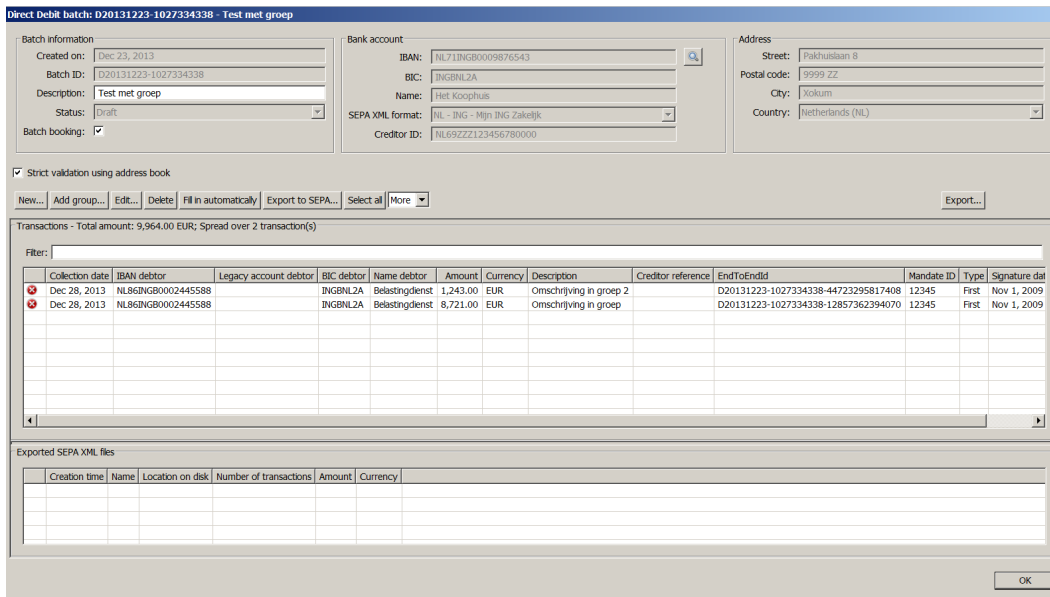 Direct Debit batch: D20131223-1027334338 - Test met groep
Batch information
Created on: Dec 23, 2013
Batch ID: D20131223-1027334338
Description: Test met groep
Status: Draft
Batch booking:
Bank account
IBAN: NL71INGB0009876543
BIC: INGBNL2A
Name: Het Koophuis
SEPA XML format: NL - ING - Mijn ING Zakelijk
Creditor ID: NL69ZZZ123456780000
Address
Street: Pakhuislaan 8
Postal code: 9999 ZZ
City: Xokum
Country: Netherlands (NL)
Strict validation using address book
New... Add group... Edit... Delete Fill in automatically Export to SEPA... Select all More Export...
Transactions - Total amount: 9,964.00 EUR; Spread over 2 transaction(s)
Filter:
Collection date IBAN debtor Legacy account debtor BIC debtor Name debtor Amount Currency Description Creditor reference EndToEndId Mandate ID Type Signature dat
Dec 28, 2013 NL86INGB0002445588 INGBNL2A Belastingdienst 1,243.00 EUR Omschrijving in groep 2 D20131223-1027334338-44723295817408 12345 First Nov 1, 2009
Dec 28, 2013 NL86INGB0002445588 INGBNL2A Belastingdienst 8,721.00 EUR Omschrijving in groep D20131223-1027334338-12857362394070 12345 First Nov 1, 2009
Exported SEPA XML files
Creation time Name Location on disk Number of transactions Amount Currency
OK